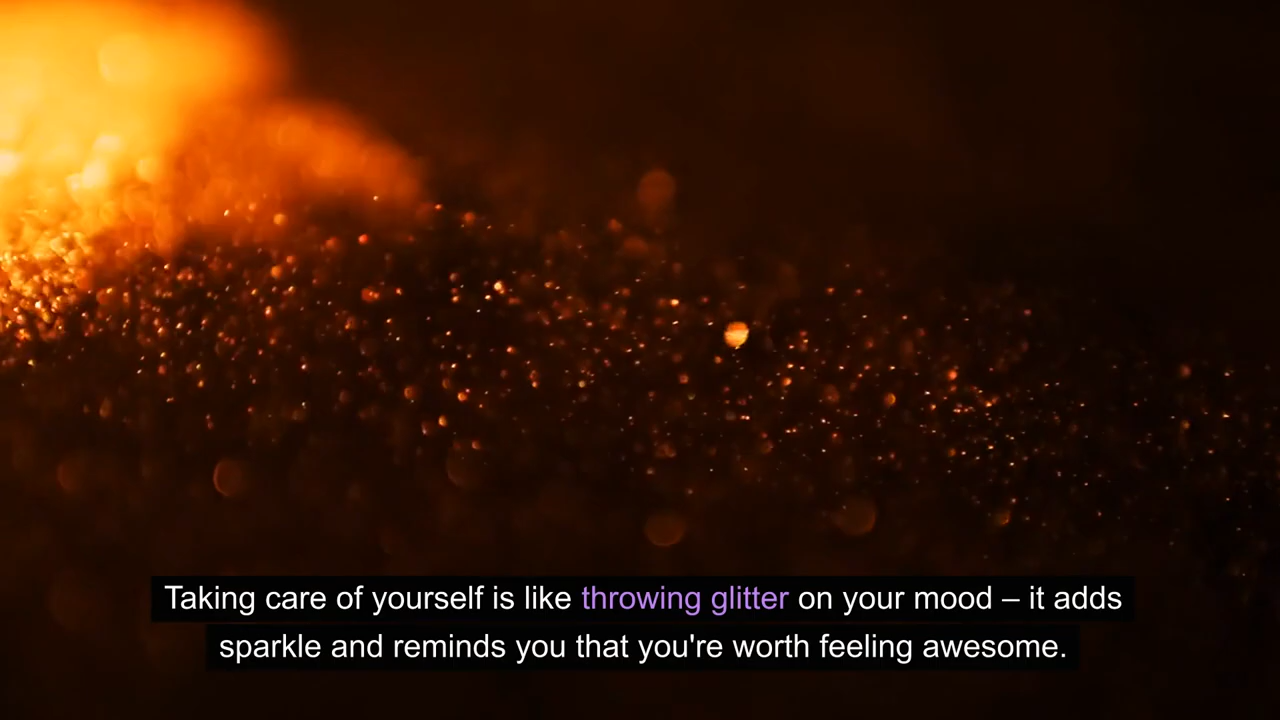 Taking care of yourself is like throwing glitter on your mood – it adds
sparkle and reminds you that you're worth feeling awesome.